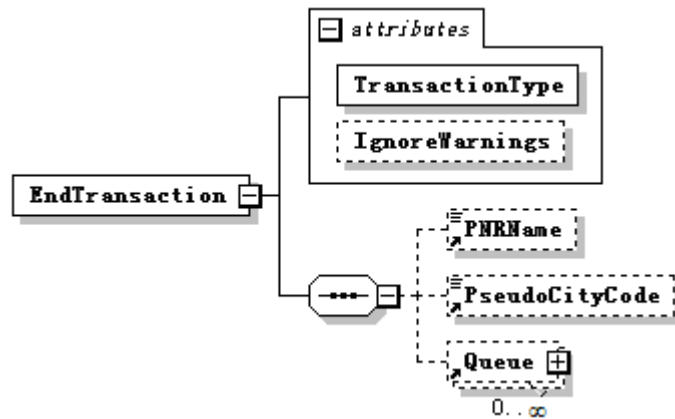 attributes
TransactionType
IgnoreWarnings
EndTransaction
PNRName
PseudoCityCode
Queue
0..∞